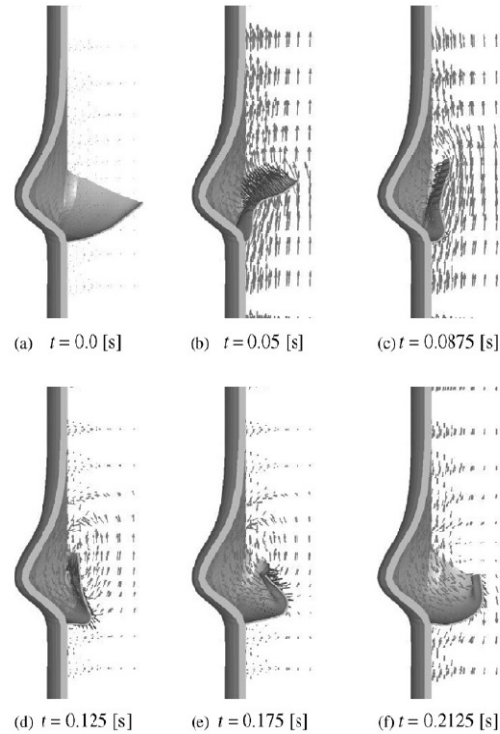 (a) t = 0.0 [s]
(b) t = 0.05 [s]
(c) t = 0.0875 [s]
(d) t = 0.125 [s]
(e) t = 0.175 [s]
(f) t = 0.2125 [s]